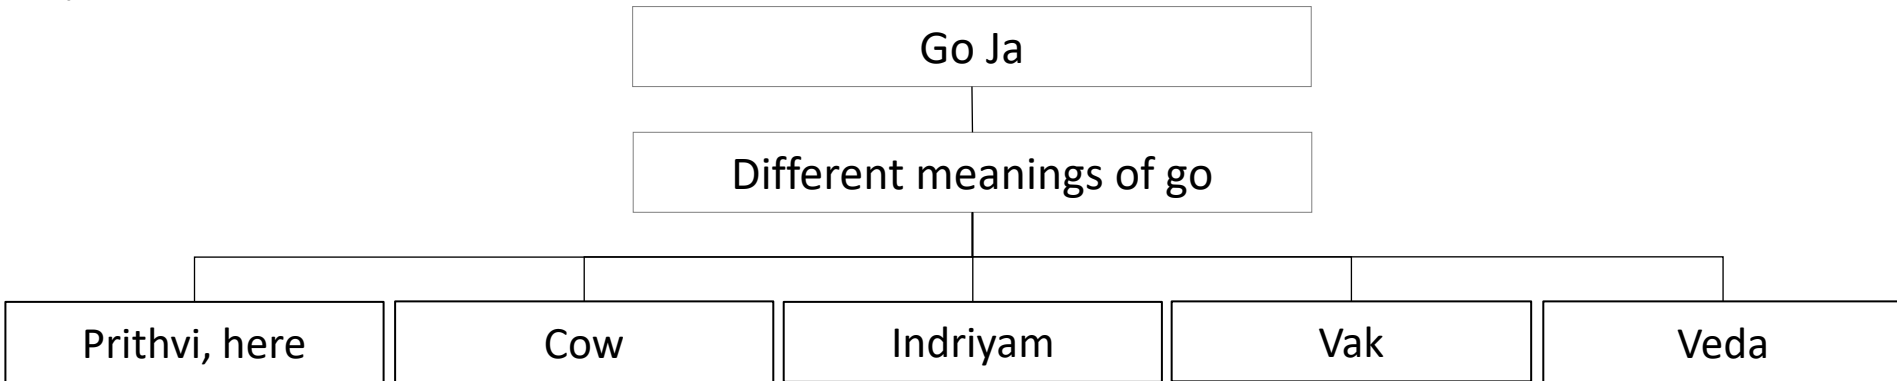 Go Ja
Different meanings of go
Prithvi, here
Cow
Indriyam
Vak
Veda